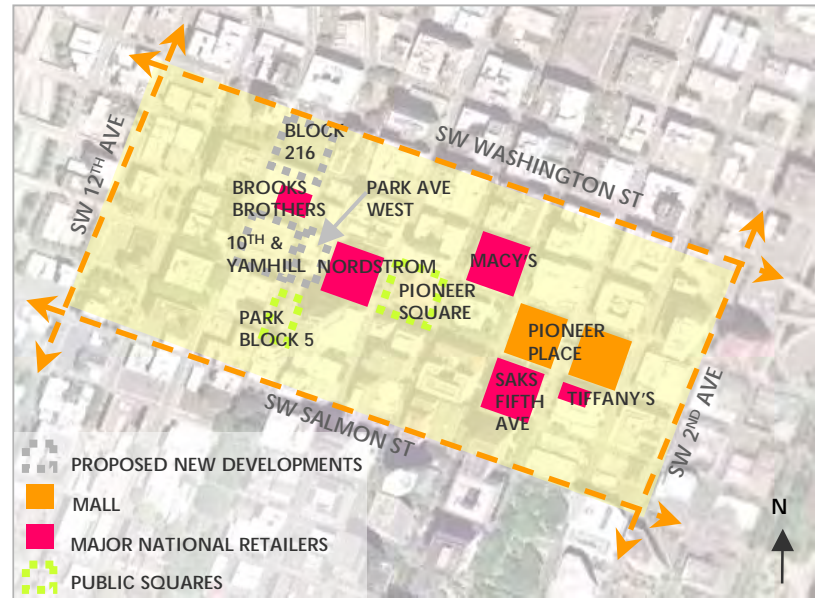 BLOCK
216
SW WASHINGTON ST
SW 12TH AVE
BROOKS
BROTHERS
PARK AVE
WEST
10TH &
YAMHILL
NORDSTROM
MACY'S
PIONEER
SQUARE
PARK
BLOCK 5
PIONEER
PLACE
SAKS
FIFTH
AVE
TIFFANY'S
SW 2ND AVE
SW SALMON ST
PROPOSED NEW DEVELOPMENTS
MALL
MAJOR NATIONAL RETAILERS
PUBLIC SQUARES
N